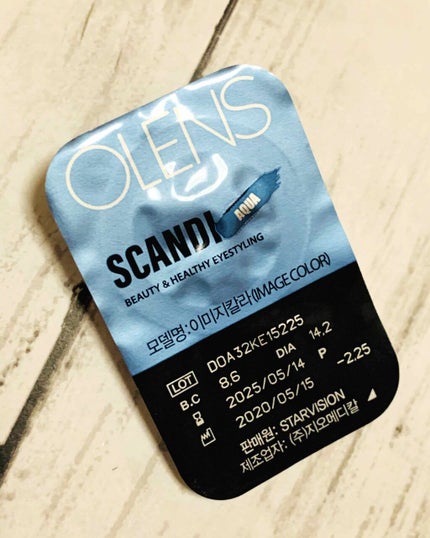 OLENS
SCANDI AQUA
BEAUTY & HEALTHY EYESTYLING
모델명:이미지칼라(IMAGE COLOR)
LOT DOA32KE15225
B.C 8.6 DIA 14.2
2025/05/14 P -2.25
2020/05/15
판매원: STARVISION
제조업자: (주)지오메디칼